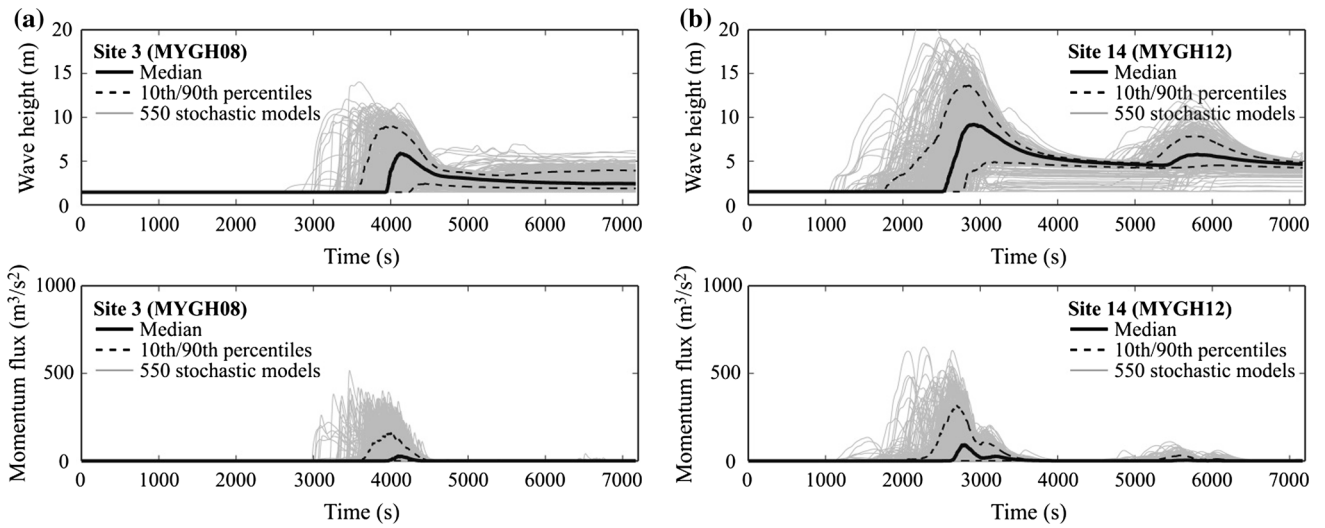 (a)
Wave height (m)
20
15
10
5
0
Site 3 (MYGH08)
Median
10th/90th percentiles
550 stochastic models
0 1000 2000 3000 4000 5000 6000 7000
Time (s)
(b)
Wave height (m)
20
15
10
5
0
Site 14 (MYGH12)
Median
10th/90th percentiles
550 stochastic models
0 1000 2000 3000 4000 5000 6000 7000
Time (s)
Momentum flux (m³/s²)
1000
500
0
Site 3 (MYGH08)
Median
10th/90th percentiles
550 stochastic models
0 1000 2000 3000 4000 5000 6000 7000
Time (s)
Momentum flux (m³/s²)
1000
500
0
Site 14 (MYGH12)
Median
10th/90th percentiles
550 stochastic models
0 1000 2000 3000 4000 5000 6000 7000
Time (s)